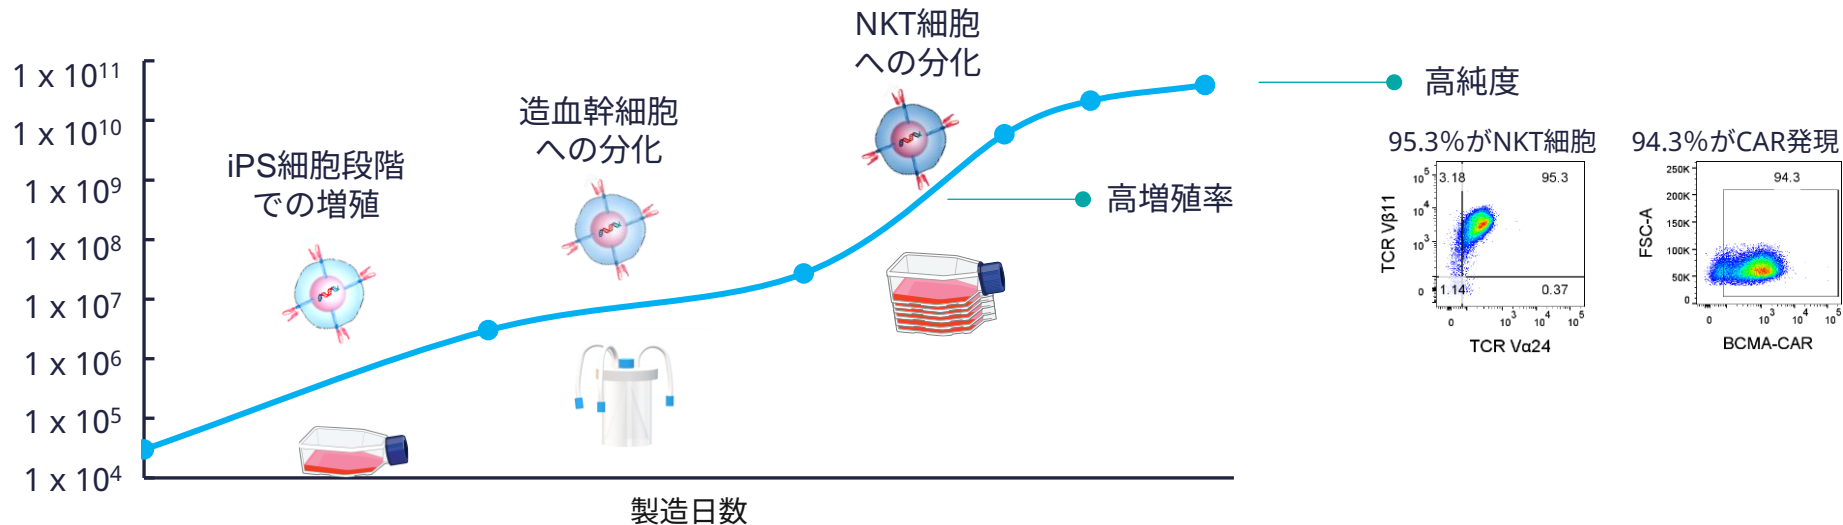 NKT細胞
への分化
造血幹細胞
への分化
iPS細胞段階
での増殖
1 x 10¹¹
1 x 10¹⁰
1 x 10⁹
1 x 10⁸
1 x 10⁷
1 x 10⁶
1 x 10⁵
1 x 10⁴
製造日数
高増殖率
高純度
95.3%がNKT細胞
3.18
95.3
1.14
0.37
10⁵
10⁴
10³
0
TCR Vβ11
0 10³ 10⁴ 10⁵
TCR Vα24
94.3%がCAR発現
94.3
250K
200K
150K
100K
50K
0
FSC-A
0 10³ 10⁴ 10⁵
BCMA-CAR